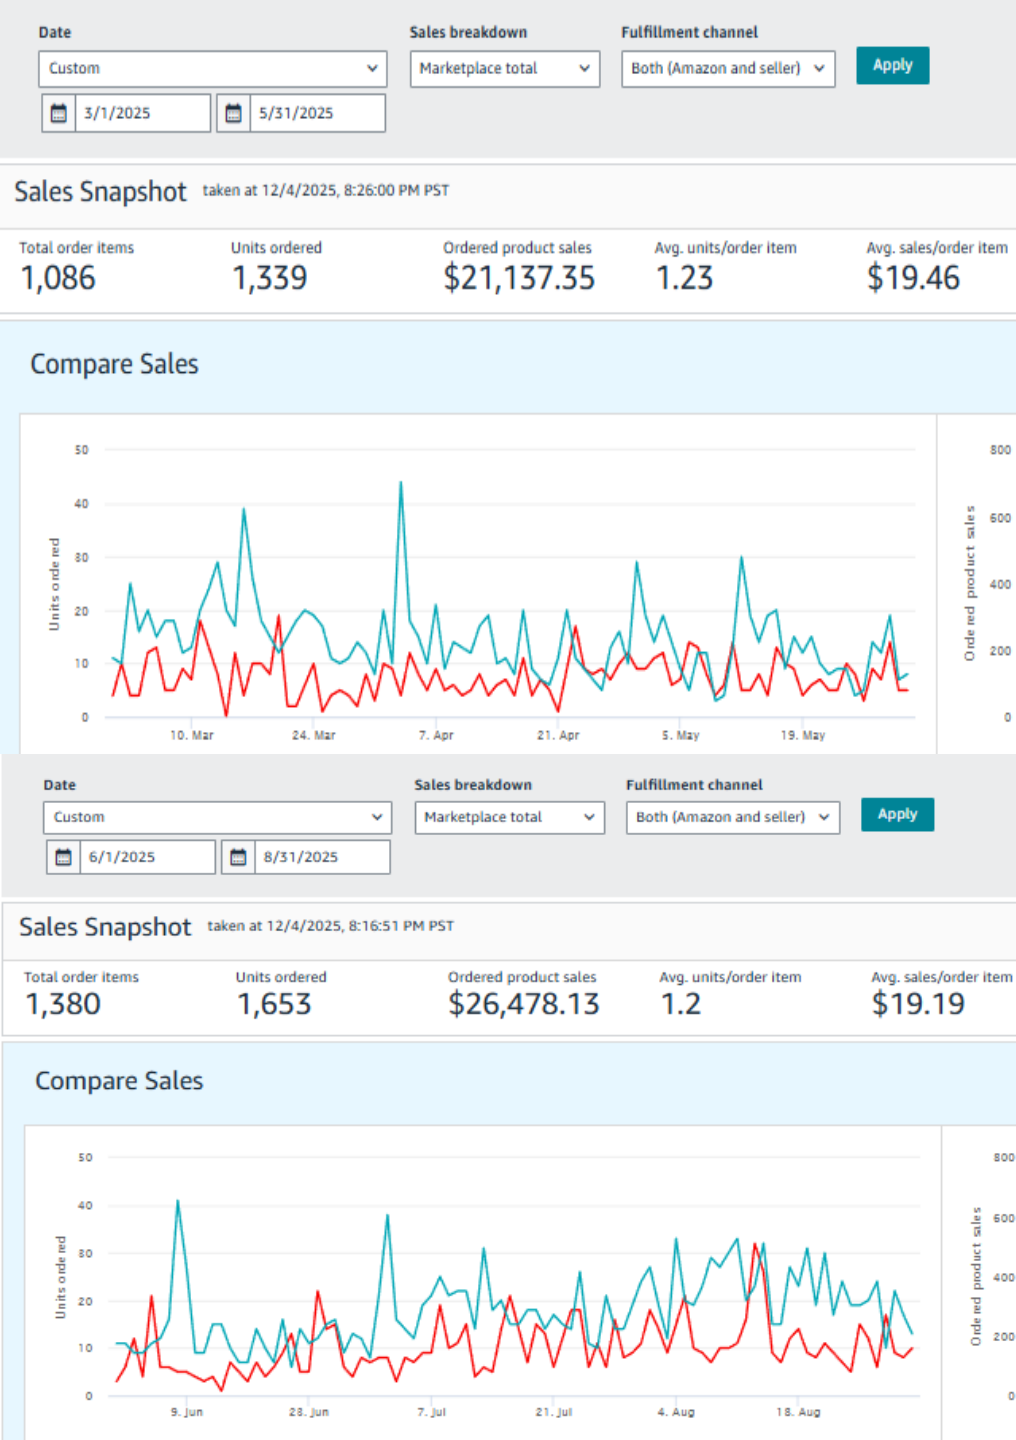 Date Sales breakdown Fulfillment channel
Custom Marketplace total Both (Amazon and seller) Apply
3/1/2025 5/31/2025
Sales Snapshot taken at 12/4/2025, 8:26:00 PM PST
Total order items Units ordered Ordered product sales Avg. units/order item Avg. sales/order item
1,086 1,339 $21,137.35 1.23 $19.46
Compare Sales
50 800
40 600
30 400
20 200
10
0 0
Units ordered
Ordered product sales
10. Mar 24. Mar 7. Apr 21. Apr 5. May 19. May
Date Sales breakdown Fulfillment channel
Custom Marketplace total Both (Amazon and seller) Apply
6/1/2025 8/31/2025
Sales Snapshot taken at 12/4/2025, 8:16:51 PM PST
Total order items Units ordered Ordered product sales Avg. units/order item Avg. sales/order item
1,380 1,653 $26,478.13 1.2 $19.19
Compare Sales
50 800
40 600
30 400
20 200
10
0 0
Units ordered
Ordered product sales
9. Jun 23. Jun 7. Jul 21. Jul 4. Aug 18. Aug